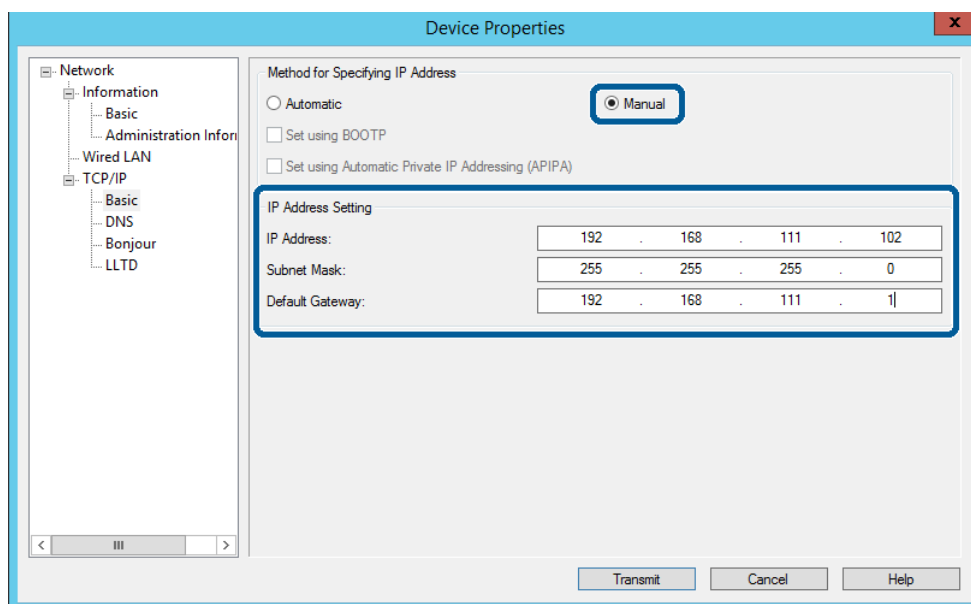 Device Properties
x
Network
Information
Basic
Administration Infor
Wired LAN
TCP/IP
Basic
DNS
Bonjour
LLTD
Method for Specifying IP Address
Automatic
Manual
Set using BOOTP
Set using Automatic Private IP Addressing (APIPA)
IP Address Setting
IP Address: 192 . 168 . 111 . 102
Subnet Mask: 255 . 255 . 255 . 0
Default Gateway: 192 . 168 . 111 . 1
Transmit Cancel Help